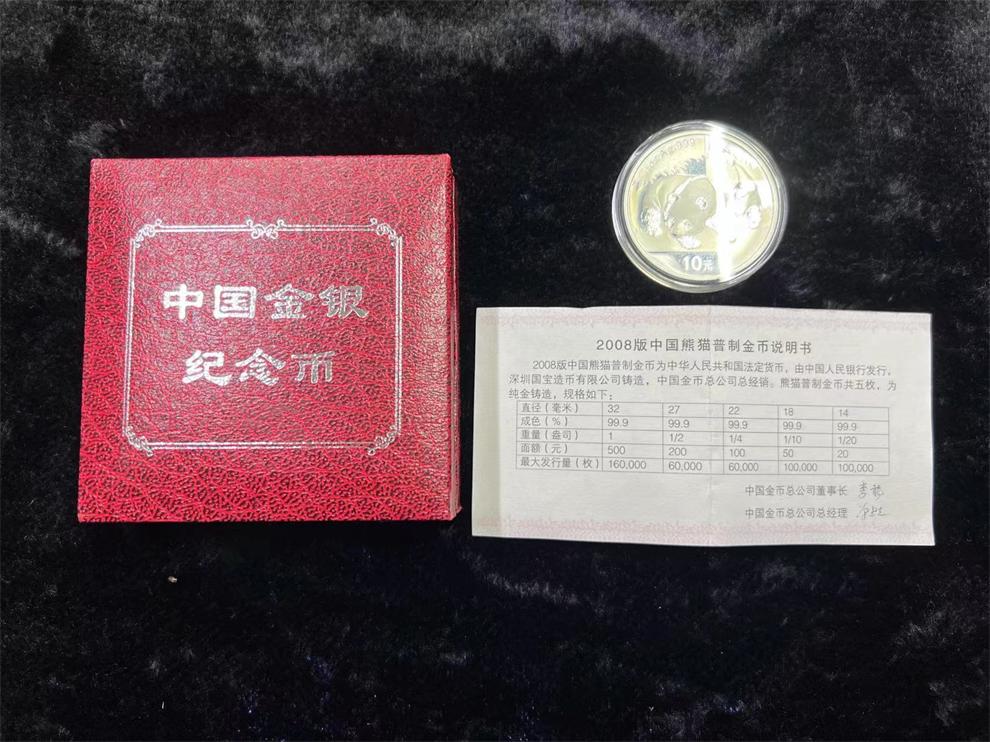 中国金银
纪念币
Ag.999
10元
2008版中国熊猫普制金币说明书
2008版中国熊猫普制金币为中华人民共和国法定货币，由中国人民银行发行，
深圳国宝造币有限公司铸造，中国金币总公司总经销。熊猫普制金币共五枚，为
纯金铸造，规格如下：
直径（毫米） 32 27 22 18 14
成色（%） 99.9 99.9 99.9 99.9 99.9
重量（盎司） 1 1/2 1/4 1/10 1/20
面额（元） 500 200 100 50 20
最大发行量（枚） 160,000 60,000 60,000 100,000 100,000
中国金币总公司董事长
中国金币总公司总经理